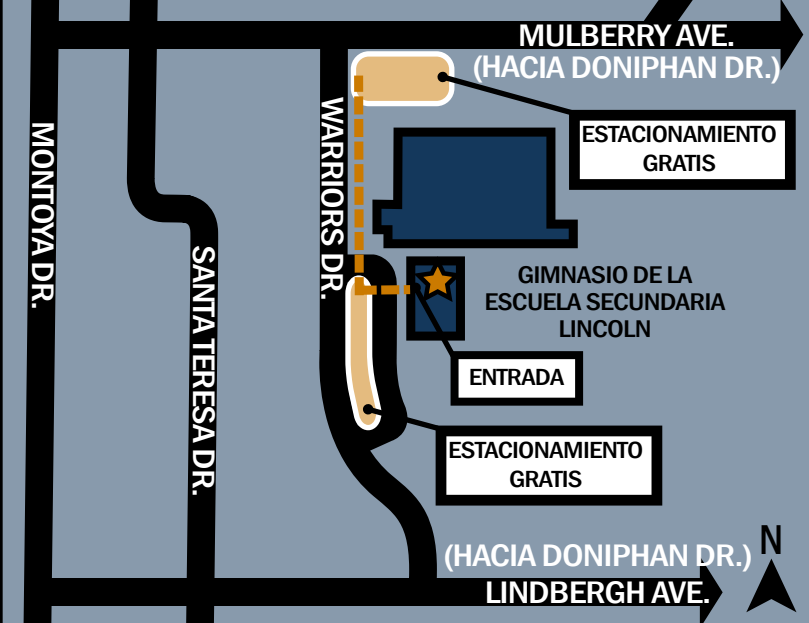 MULBERRY AVE.
(HACIA DONIPHAN DR.)
ESTACIONAMIENTO
GRATIS
MONTOYA DR.
WARRIORS DR.
SANTA TERESA DR.
GIMNASIO DE LA
ESCUELA SECUNDARIA
LINCOLN
ENTRADA
ESTACIONAMIENTO
GRATIS
N
(HACIA DONIPHAN DR.)
LINDBERGH AVE.